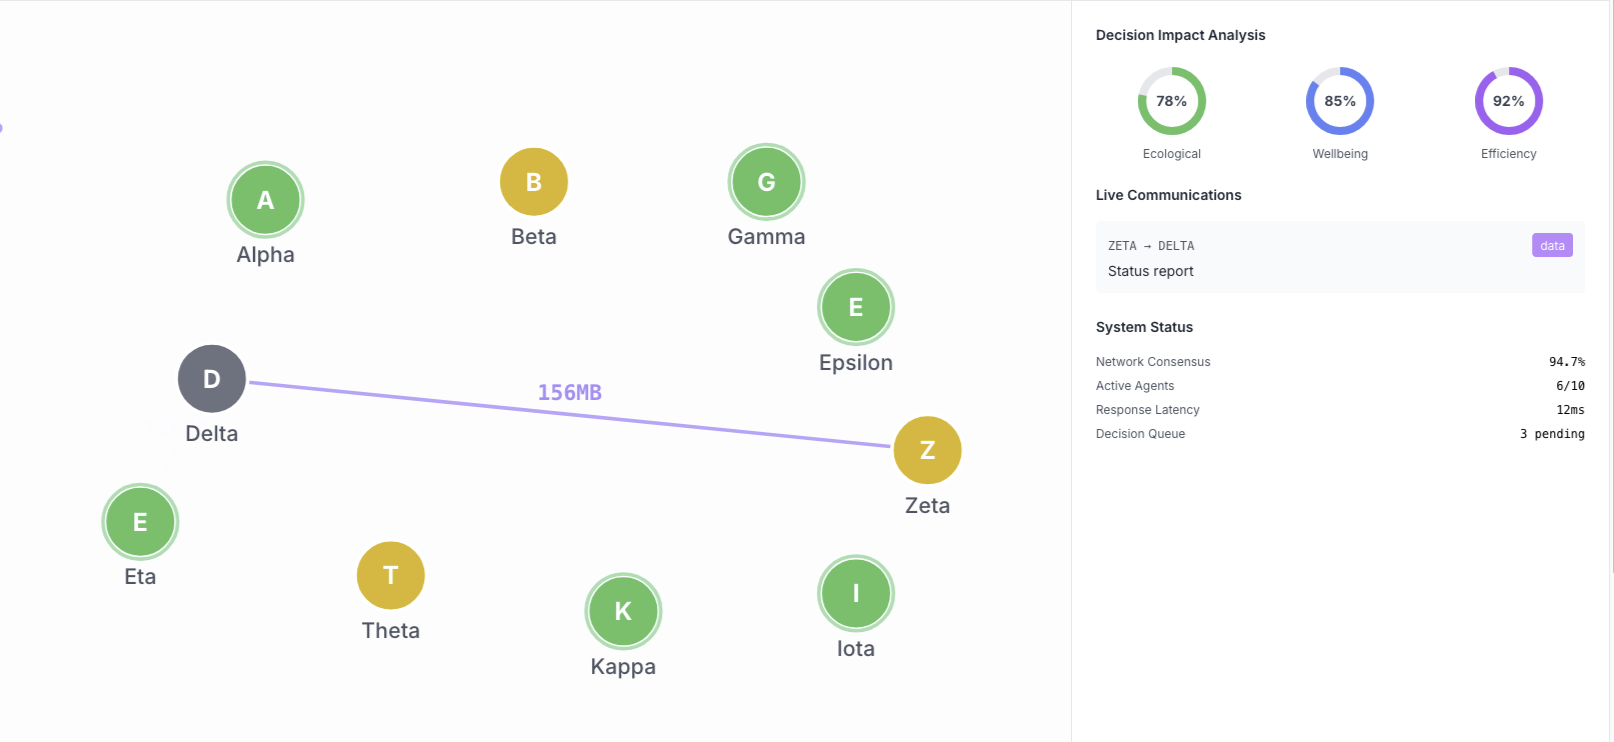 A
Alpha
B
Beta
G
Gamma
E
Epsilon
D
Delta
156MB
Z
Zeta
E
Eta
T
Theta
K
Kappa
I
Iota
Decision Impact Analysis
78%
85%
92%
Ecological
Wellbeing
Efficiency
Live Communications
ZETA → DELTA
data
Status report
System Status
Network Consensus 94.7%
Active Agents 6/10
Response Latency 12ms
Decision Queue 3 pending